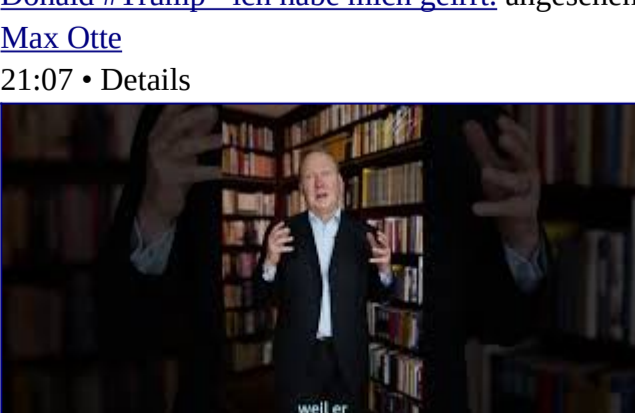 Donald #Trump - ich habe mich geirrt. angesehen
Max Otte
21:07 • Details
weil er